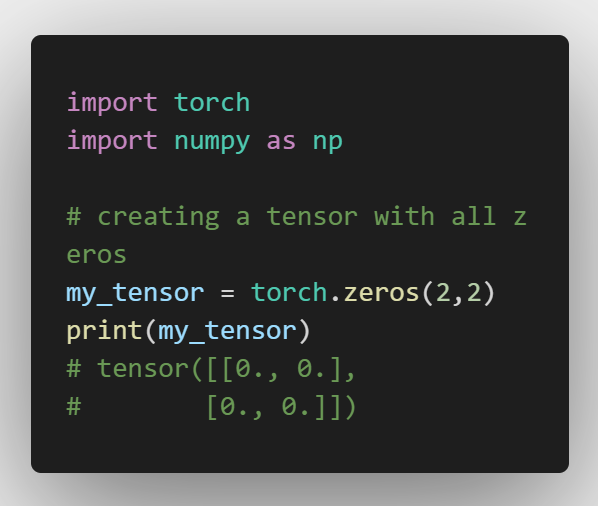 import torch
import numpy as np

# creating a tensor with all z
eros
my_tensor = torch.zeros(2,2)
print(my_tensor)
# tensor([[0., 0.],
#         [0., 0.]])